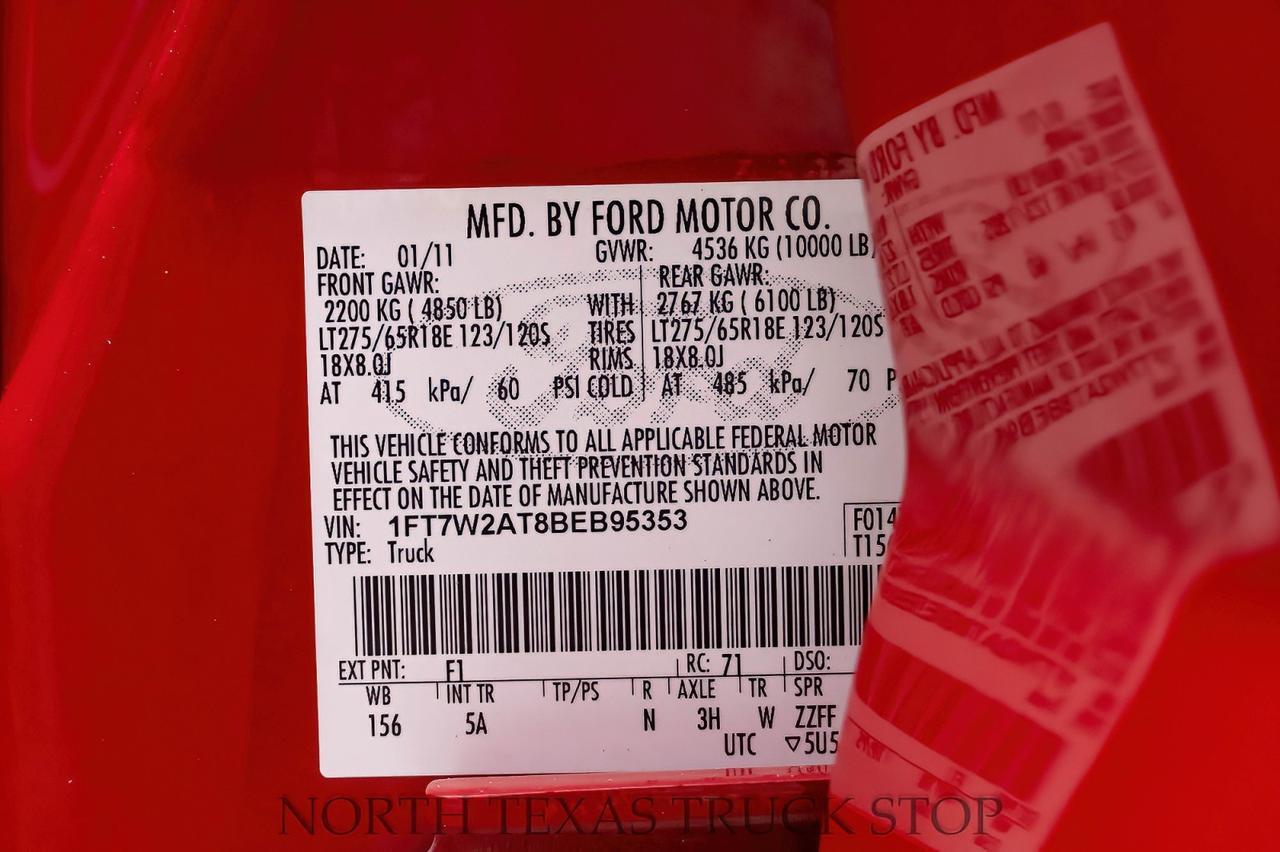 MFD. BY FORD MOTOR CO.
DATE: 01/11 GVWR: 4536 KG (10000 LB)
FRONT GAWR: REAR GAWR:
2200 KG ( 4850 LB) WITH 2767 KG ( 6100 LB)
LT275/65R18E 123/120S TIRES LT275/65R18E 123/120S
18X8.0J RIMS 18X8.0J
AT 415 kPa/ 60 PSI COLD AT 485 kPa/ 70 P
THIS VEHICLE CONFORMS TO ALL APPLICABLE FEDERAL MOTOR
VEHICLE SAFETY AND THEFT PREVENTION STANDARDS IN
EFFECT ON THE DATE OF MANUFACTURE SHOWN ABOVE.
VIN: 1FT7W2AT8BEB95353 F014
TYPE: Truck T15
EXT PNT: F1 RC: 71 DSO:
WB INT TR TP/PS R AXLE TR SPR
156 5A N 3H W ZZFF
UTC ▽5U5
NORTH TEXAS TRUCK STOP